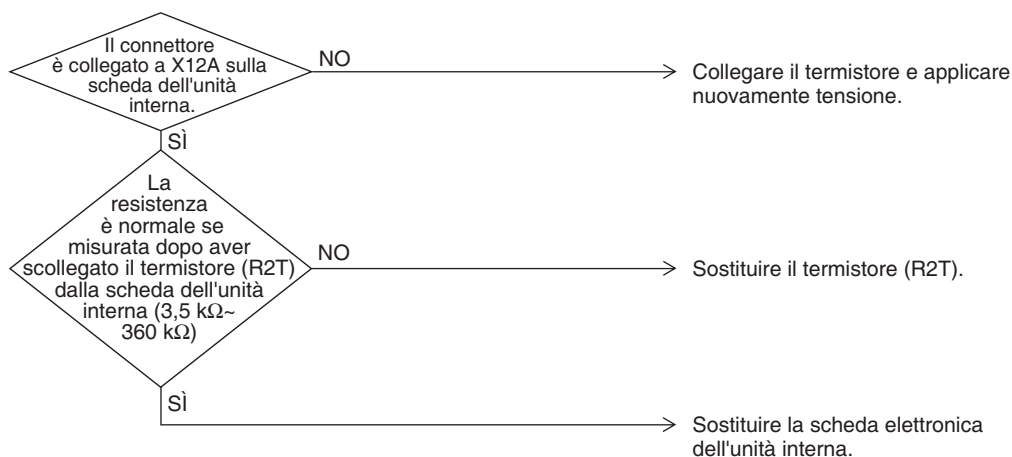 Il connettore
è collegato a X12A sulla
scheda dell'unità
interna.
NO
Collegare il termistore e applicare
nuovamente tensione.
SÌ
La
resistenza
è normale se
misurata dopo aver
scollegato il termistore (R2T)
dalla scheda dell'unità
interna (3,5 kΩ~
360 kΩ)
NO
Sostituire il termistore (R2T).
SÌ
Sostituire la scheda elettronica
dell'unità interna.